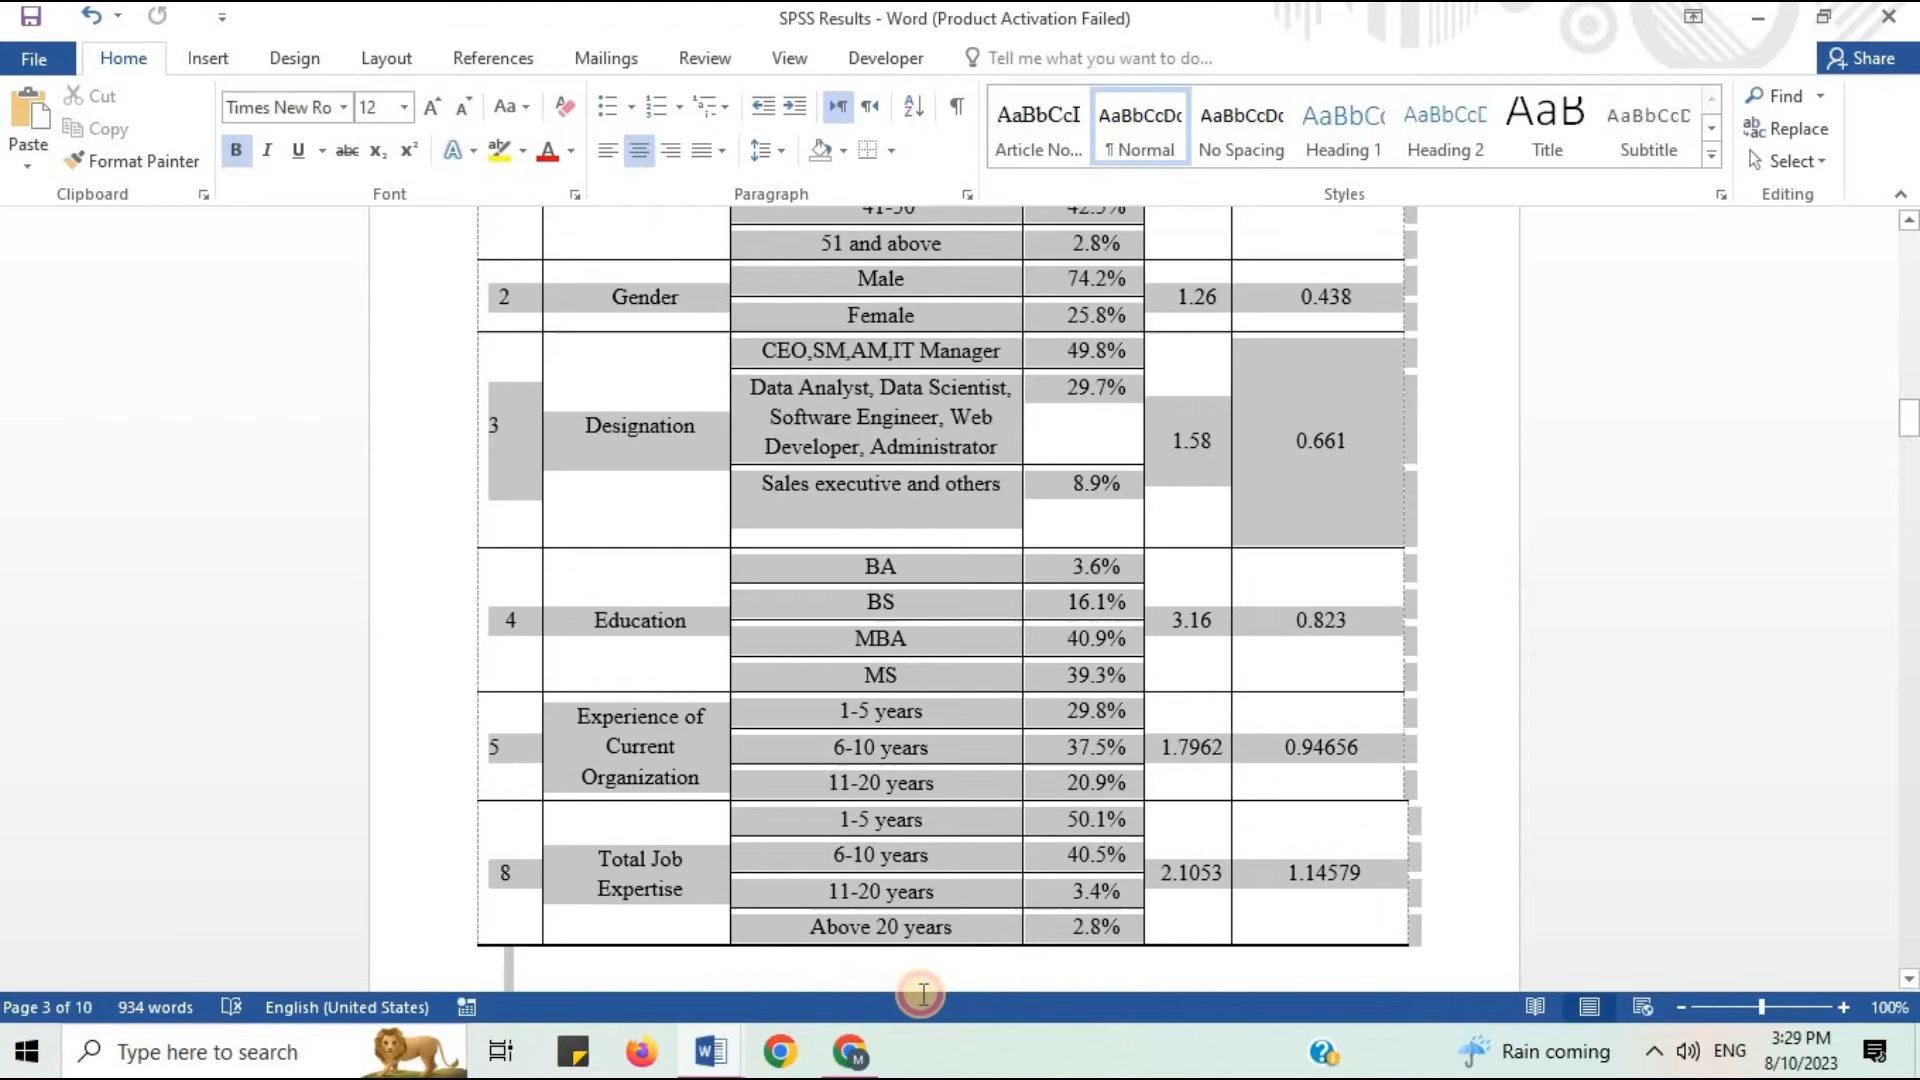 SPSS Results - Word (Product Activation Failed)
File Home Insert Design Layout References Mailings Review View Developer Tell me what you want to do... Share
Cut
Copy
Format Painter
Paste
Clipboard
Times New Ro 12
Font
Paragraph
AaBbCcI AaBbCcDc AaBbCcDc AaBbCc AaBbCcD AaB AaBbCcD
Article No... ¶ Normal No Spacing Heading 1 Heading 2 Title Subtitle
Styles
Find
Replace
Select
Editing
41-50 42.5%
51 and above 2.8%
2 Gender Male 74.2% 1.26 0.438
Female 25.8%
3 Designation CEO,SM,AM,IT Manager 49.8% 1.58 0.661
Data Analyst, Data Scientist, 29.7%
Software Engineer, Web
Developer, Administrator
Sales executive and others 8.9%
4 Education BA 3.6% 3.16 0.823
BS 16.1%
MBA 40.9%
MS 39.3%
5 Experience of 1-5 years 29.8% 1.7962 0.94656
Current 6-10 years 37.5%
Organization 11-20 years 20.9%
8 Total Job 1-5 years 50.1% 2.1053 1.14579
Expertise 6-10 years 40.5%
11-20 years 3.4%
Above 20 years 2.8%
Page 3 of 10 934 words English (United States) 100%
Type here to search Rain coming ENG 3:29 PM
8/10/2023